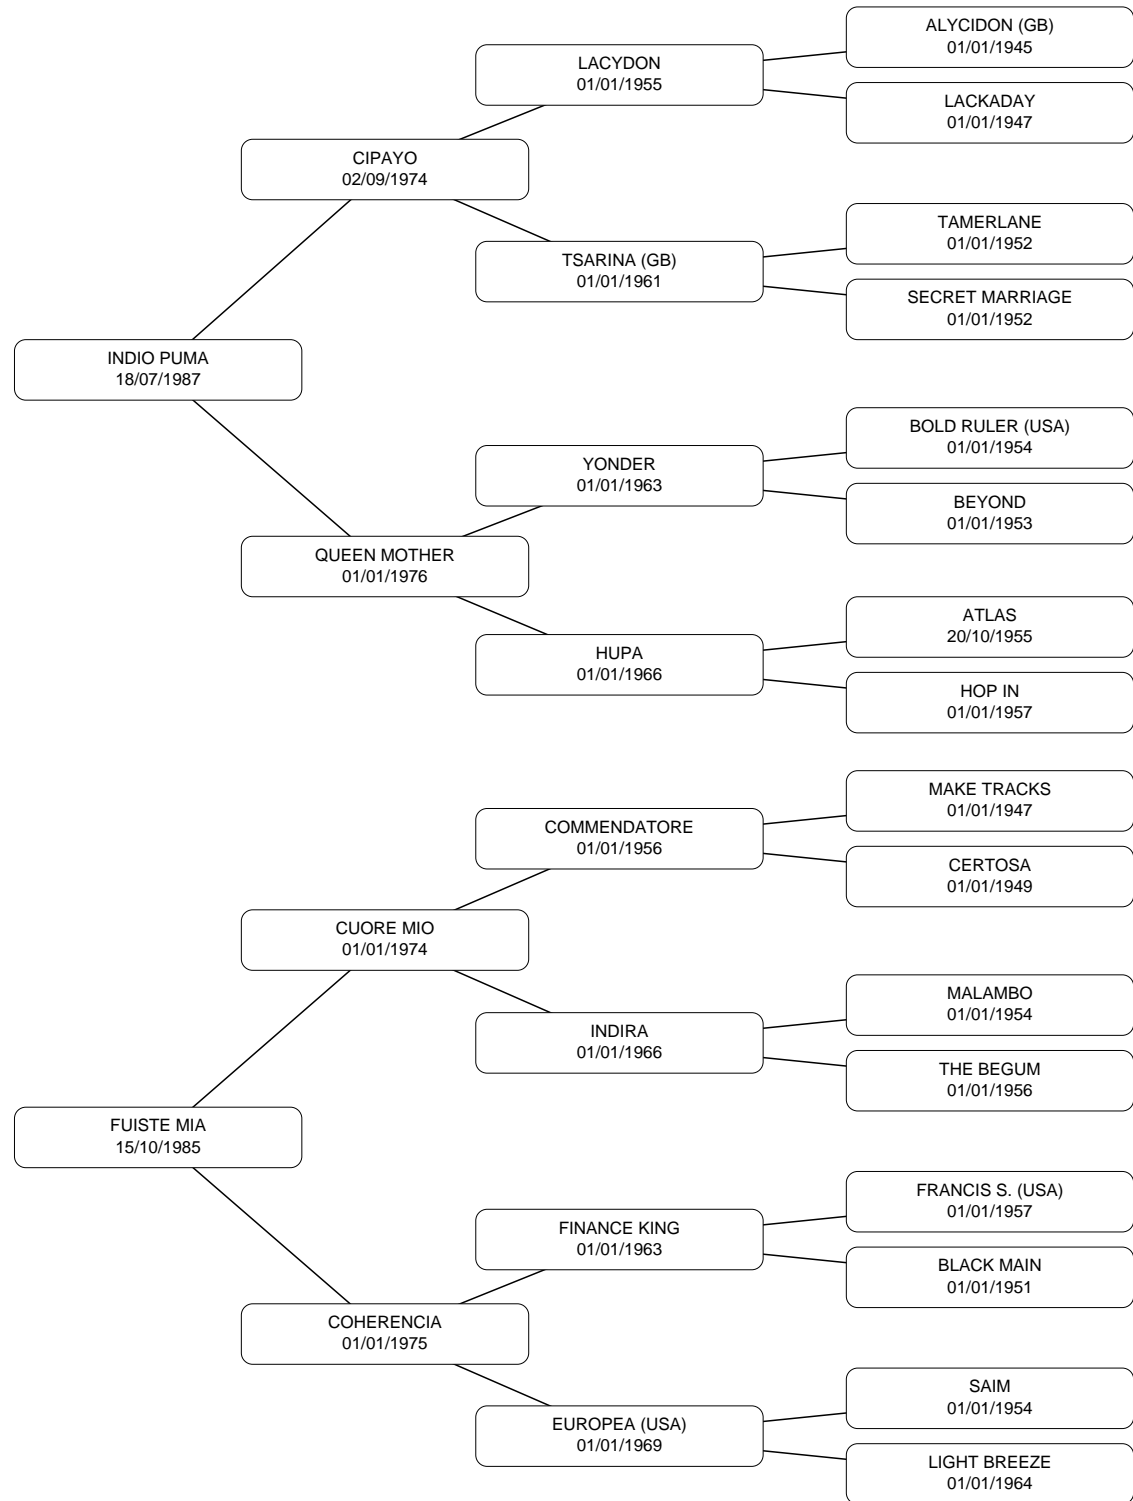 ALYCIDON (GB)
01/01/1945
LACYDON
01/01/1955
LACKADAY
01/01/1947
CIPAYO
02/09/1974
TAMERLANE
01/01/1952
TSARINA (GB)
01/01/1961
SECRET MARRIAGE
01/01/1952
INDIO PUMA
18/07/1987
BOLD RULER (USA)
01/01/1954
YONDER
01/01/1963
BEYOND
01/01/1953
QUEEN MOTHER
01/01/1976
ATLAS
20/10/1955
HUPA
01/01/1966
HOP IN
01/01/1957
MAKE TRACKS
01/01/1947
COMMENDATORE
01/01/1956
CERTOSA
01/01/1949
CUORE MIO
01/01/1974
MALAMBO
01/01/1954
INDIRA
01/01/1966
THE BEGUM
01/01/1956
FUISTE MIA
15/10/1985
FRANCIS S. (USA)
01/01/1957
FINANCE KING
01/01/1963
BLACK MAIN
01/01/1951
COHERENCIA
01/01/1975
SAIM
01/01/1954
EUROPEA (USA)
01/01/1969
LIGHT BREEZE
01/01/1964